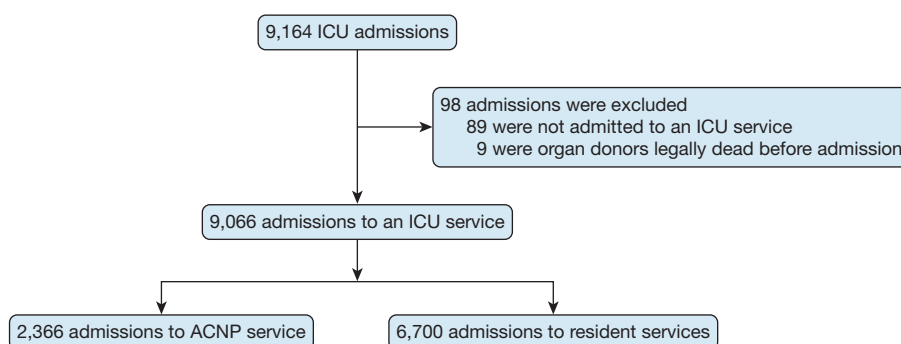 9,164 ICU admissions
98 admissions were excluded
89 were not admitted to an ICU service
9 were organ donors legally dead before admission
9,066 admissions to an ICU service
2,366 admissions to ACNP service
6,700 admissions to resident services